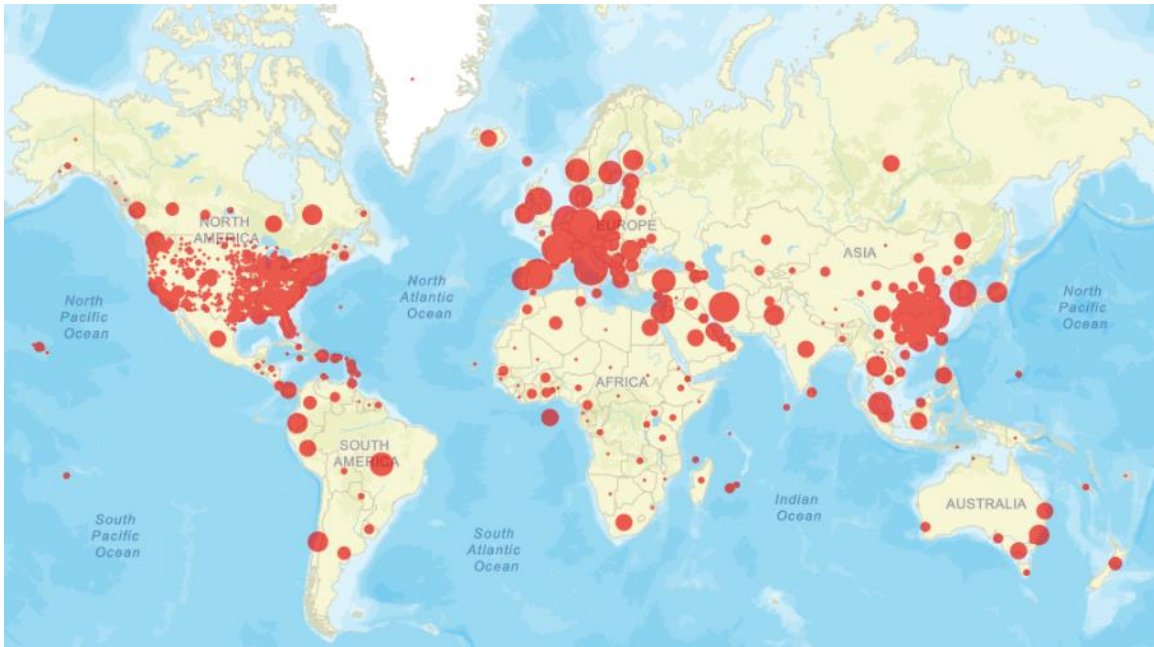 NORTH
AMERICA
EUROPE
ASIA
North
Pacific
Ocean
North
Atlantic
Ocean
North
Pacific
Ocean
AFRICA
SOUTH
AMERICA
AUSTRALIA
Indian
Ocean
South
Pacific
Ocean
South
Atlantic
Ocean